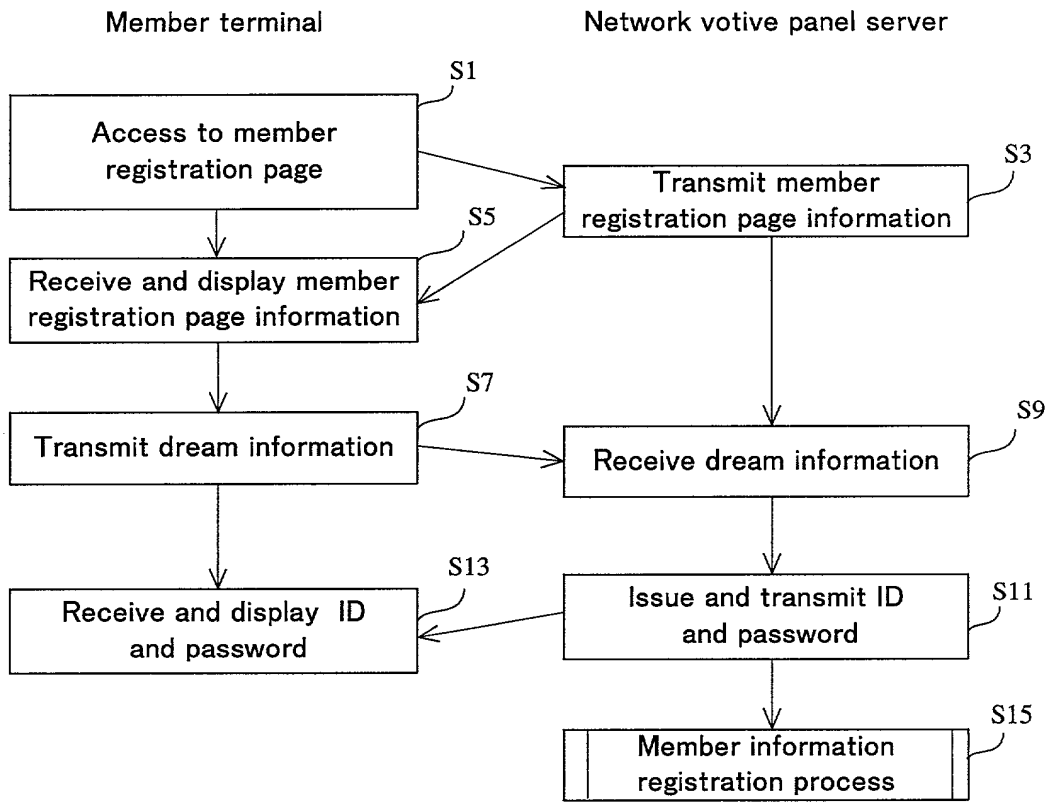 Member terminal
Network votive panel server
S1
Access to member
registration page
S3
Transmit member
registration page information
S5
Receive and display member
registration page information
S7
Transmit dream information
S9
Receive dream information
S11
Issue and transmit ID
and password
S13
Receive and display ID
and password
S15
Member information
registration process